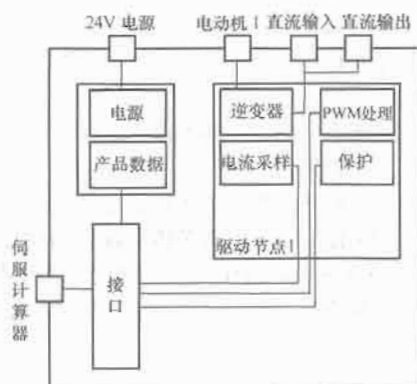 24V 电源
电动机1
直流输入
直流输出
电源
产品数据
逆变器
PWM处理
电流采样
保护
驱动节点1
伺服计算器
接口